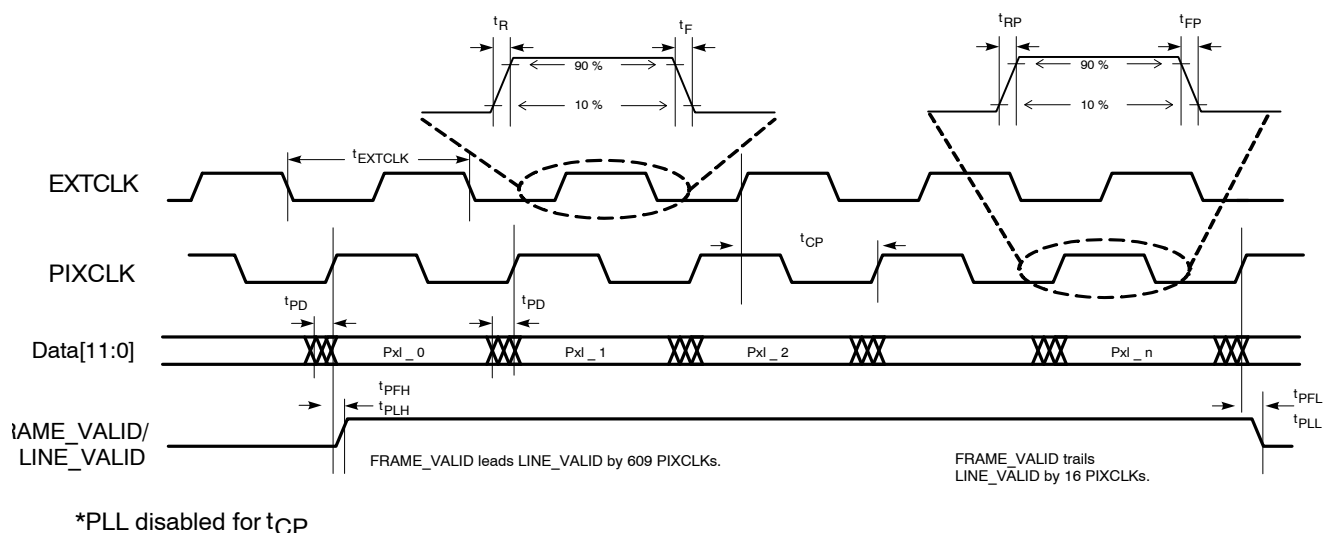 tR
tF
tRP
tFP
90 %
90 %
10 %
10 %
tEXTCLK
EXTCLK
tCP
PIXCLK
tPD
tPD
Data[11:0]
Pxl _ 0
Pxl _ 1
Pxl _ 2
Pxl _ n
tPFH
tPLH
tPFL
tPLL
RAME_VALID/
LINE_VALID
FRAME_VALID leads LINE_VALID by 609 PIXCLKs.
FRAME_VALID trails
LINE_VALID by 16 PIXCLKs.
*PLL disabled for tCP